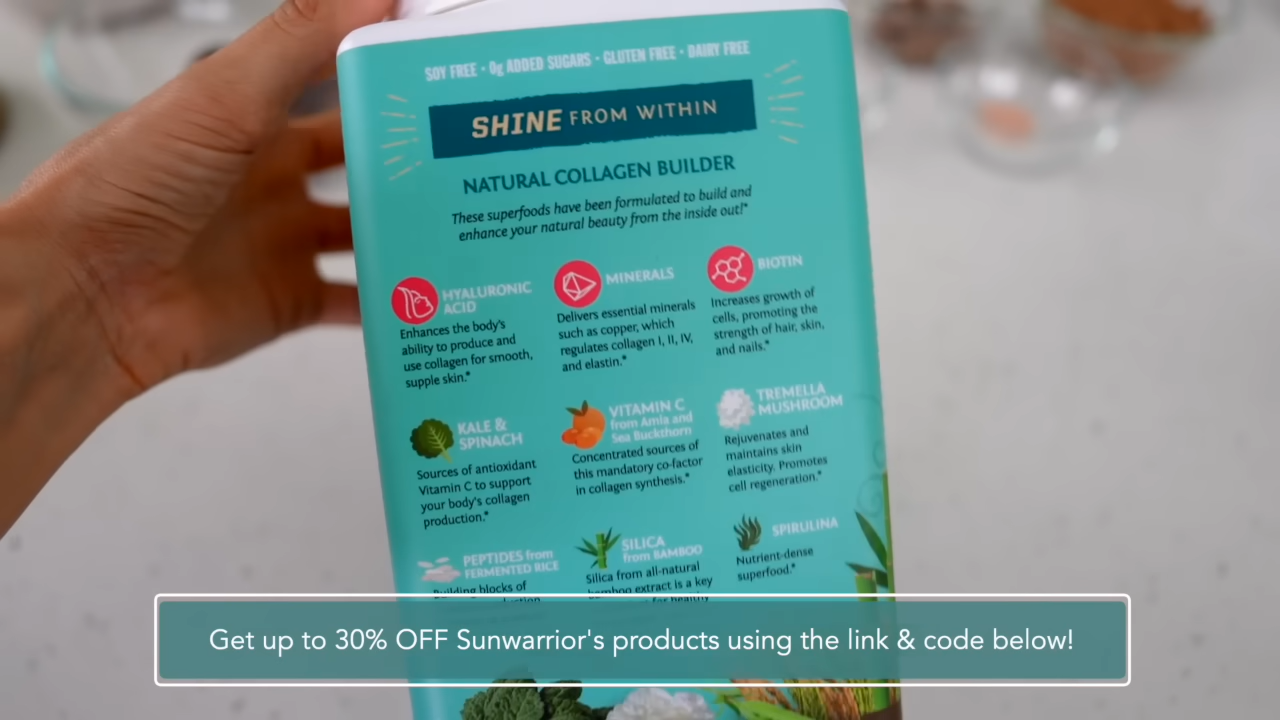 SOY FREE • 0g ADDED SUGARS • GLUTEN FREE • DAIRY FREE
SHINE FROM WITHIN
NATURAL COLLAGEN BUILDER
These superfoods have been formulated to build and
enhance your natural beauty from the inside out!*
HYALURONIC
ACID
Enhances the body's
ability to produce and
use collagen for smooth,
supple skin.*
MINERALS
Delivers essential minerals
such as copper, which
regulates collagen I, II, IV,
and elastin.*
BIOTIN
Increases growth of
cells, promoting the
strength of hair, skin,
and nails.*
KALE &
SPINACH
Sources of antioxidant
Vitamin C to support
your body's collagen
production.*
VITAMIN C
from Amla and
Sea Buckthorn
Concentrated sources of
this mandatory co-factor
in collagen synthesis.*
TREMELLA
MUSHROOM
Rejuvenates and
maintains skin
elasticity. Promotes
cell regeneration.*
PEPTIDES from
FERMENTED RICE
Building blocks of
SILICA
from BAMBOO
Silica from all-natural
bamboo extract is a key
for healthy
SPIRULINA
Nutrient-dense
superfood.*
Get up to 30% OFF Sunwarrior's products using the link & code below!